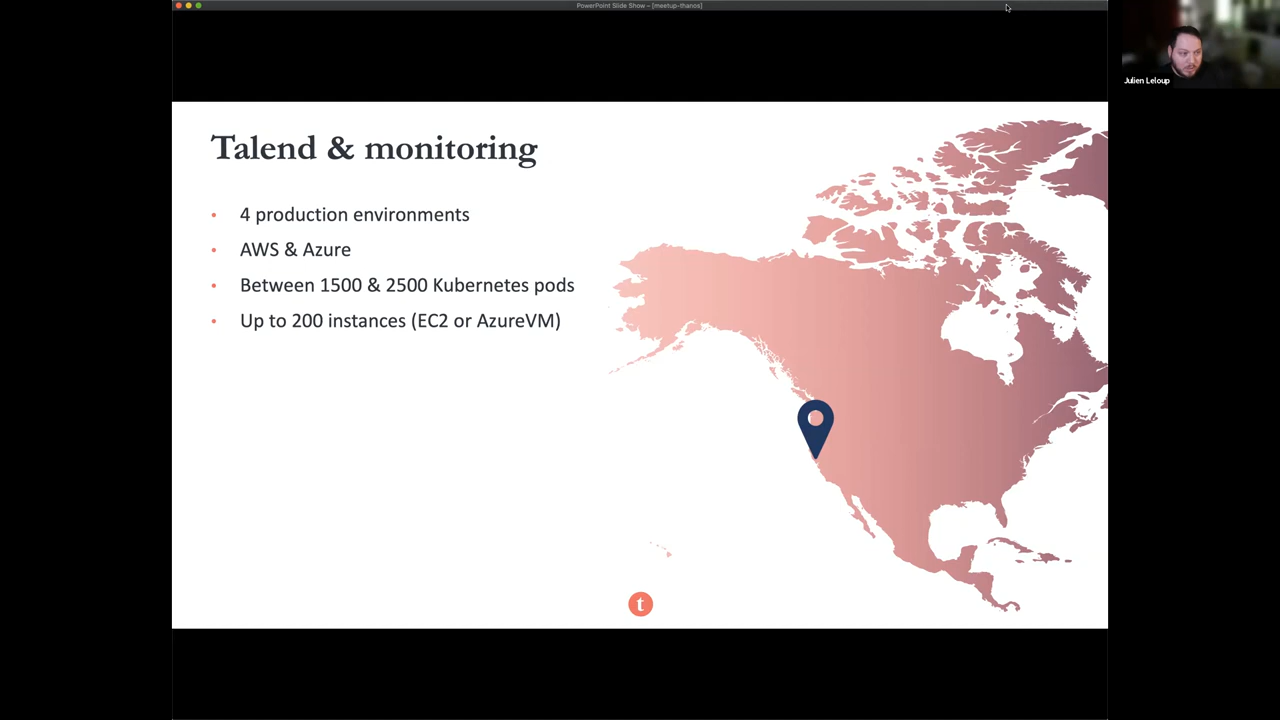 PowerPoint Slide Show – [meetup-thanos]
Julien Leloup
Talend & monitoring
• 4 production environments
• AWS & Azure
• Between 1500 & 2500 Kubernetes pods
• Up to 200 instances (EC2 or AzureVM)
t